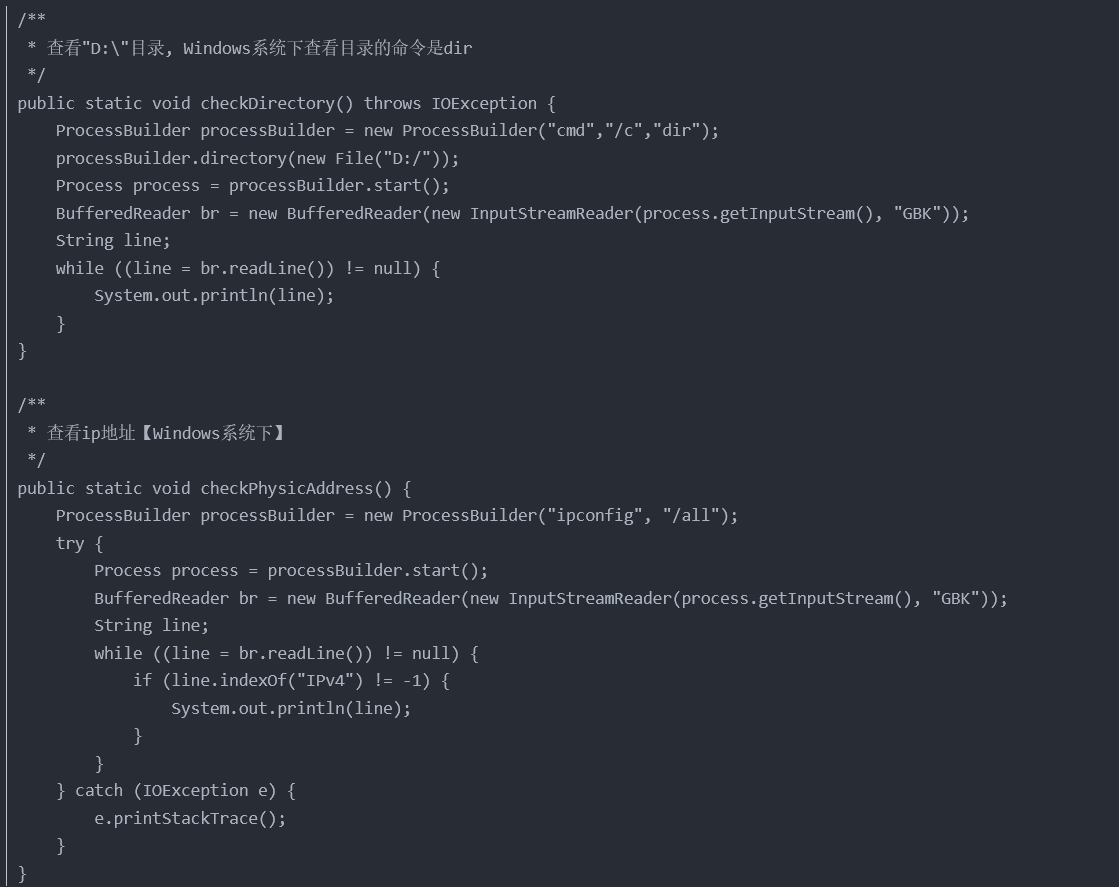 /**
 * 查看"D:\"目录, Windows系统下查看目录的命令是dir
 */
public static void checkDirectory() throws IOException {
    ProcessBuilder processBuilder = new ProcessBuilder("cmd","/c","dir");
    processBuilder.directory(new File("D:/"));
    Process process = processBuilder.start();
    BufferedReader br = new BufferedReader(new InputStreamReader(process.getInputStream(), "GBK"));
    String line;
    while ((line = br.readLine()) != null) {
        System.out.println(line);
    }
}

/**
 * 查看ip地址【Windows系统下】
 */
public static void checkPhysicAddress() {
    ProcessBuilder processBuilder = new ProcessBuilder("ipconfig", "/all");
    try {
        Process process = processBuilder.start();
        BufferedReader br = new BufferedReader(new InputStreamReader(process.getInputStream(), "GBK"));
        String line;
        while ((line = br.readLine()) != null) {
            if (line.indexOf("IPv4") != -1) {
                System.out.println(line);
            }
        }
    } catch (IOException e) {
        e.printStackTrace();
    }
}